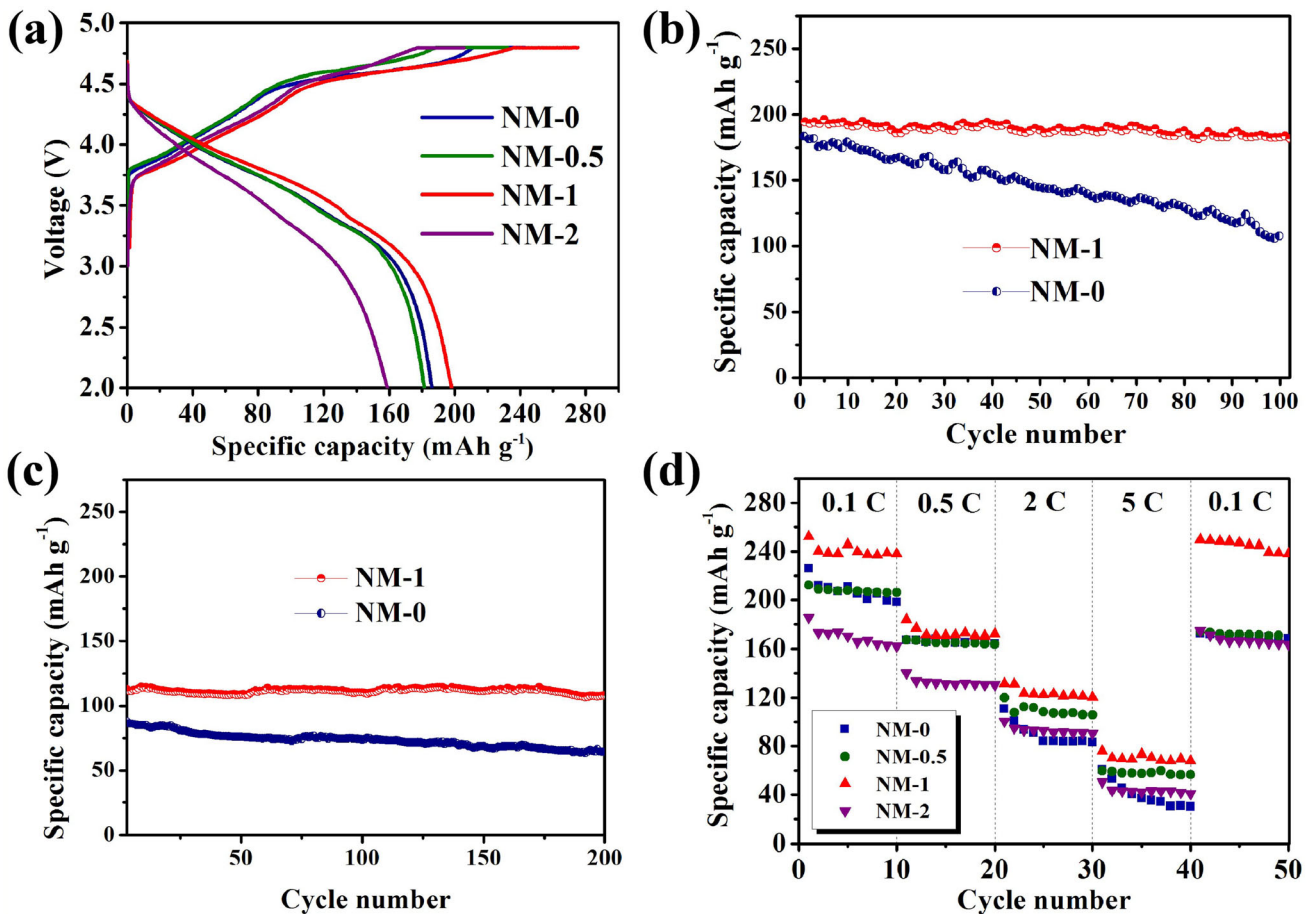 (a)
5.0
4.5
4.0
3.5
3.0
2.5
2.0
Voltage (V)
NM-0
NM-0.5
NM-1
NM-2
0 40 80 120 160 200 240 280
Specific capacity (mAh g⁻¹)
(b)
250
200
150
100
50
0
Specific capacity (mAh g⁻¹)
NM-1
NM-0
0 10 20 30 40 50 60 70 80 90 100
Cycle number
(c)
250
200
150
100
50
0
Specific capacity (mAh g⁻¹)
NM-1
NM-0
50 100 150 200
Cycle number
(d)
280
240
200
160
120
80
40
0
Specific capacity (mAh g⁻¹)
0.1 C 0.5 C 2 C 5 C 0.1 C
NM-0
NM-0.5
NM-1
NM-2
0 10 20 30 40 50
Cycle number